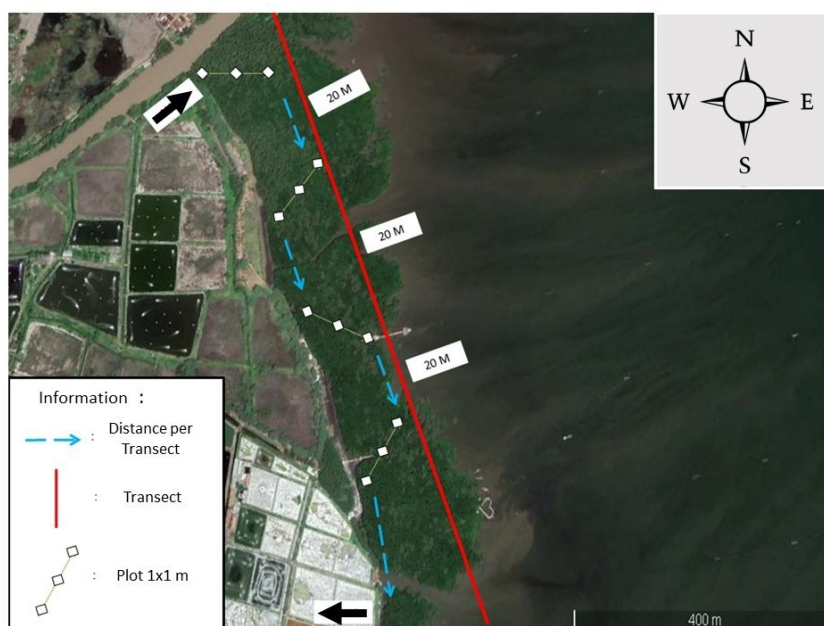 N
W E
S
20 M
20 M
20 M
Information :
: Distance per
Transect
: Transect
: Plot 1x1 m
400 m